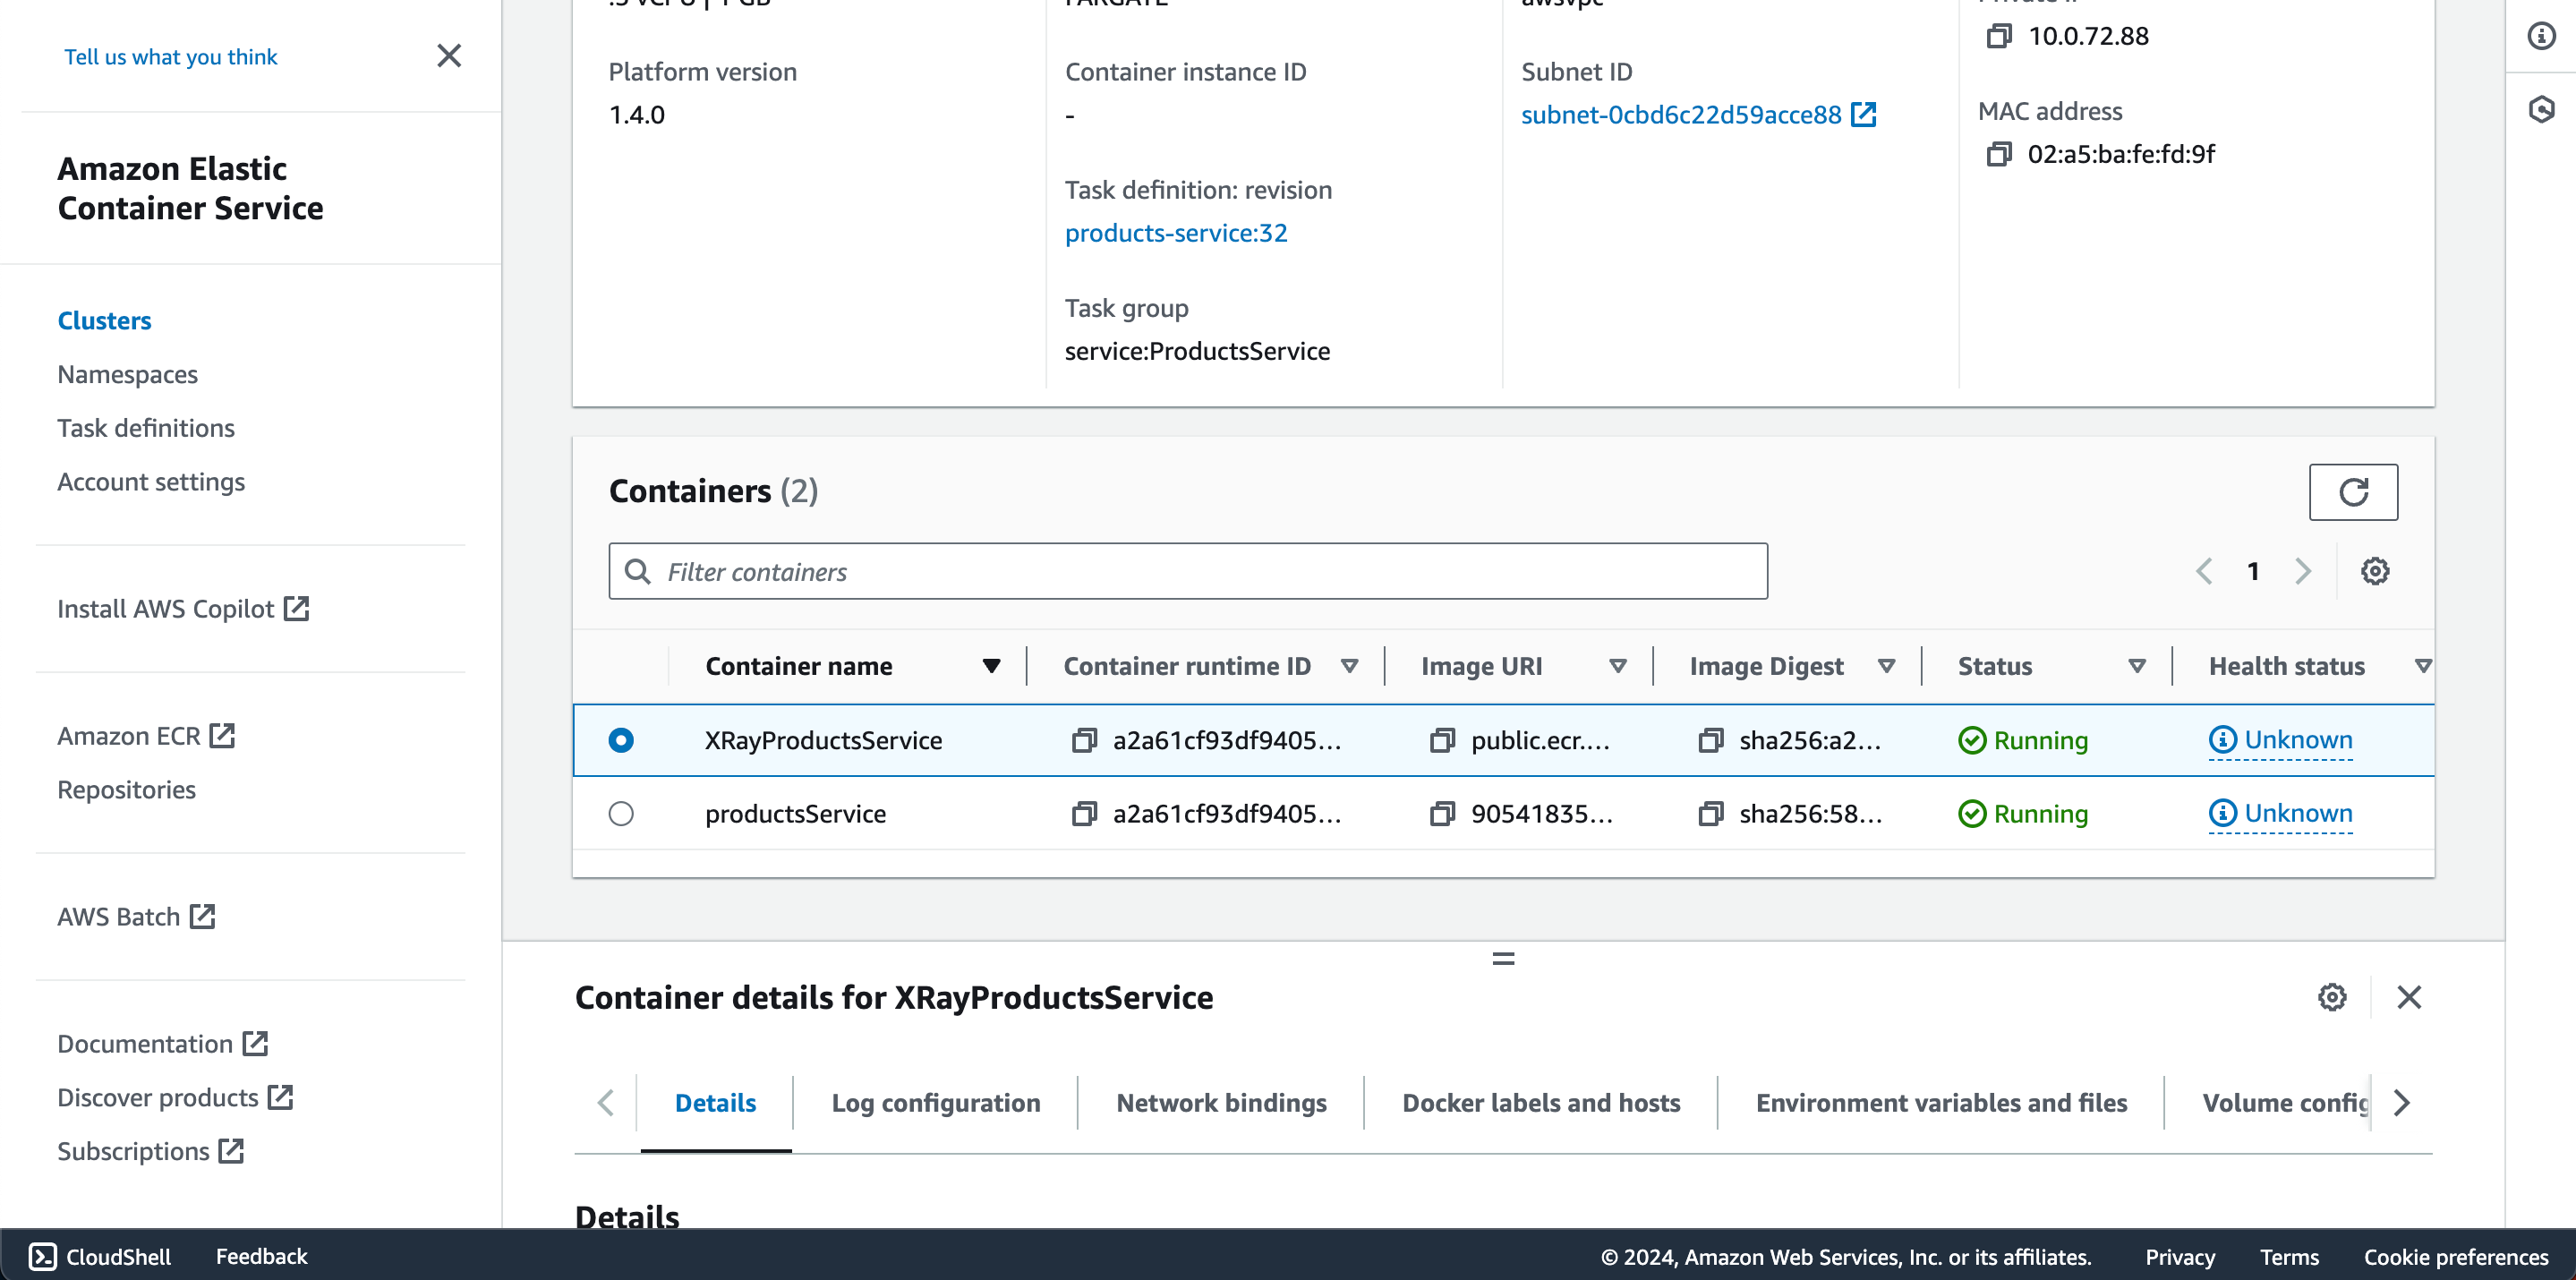 Tell us what you think
Amazon Elastic
Container Service
Clusters
Namespaces
Task definitions
Account settings
Install AWS Copilot
Amazon ECR
Repositories
AWS Batch
Documentation
Discover products
Subscriptions
Platform version
1.4.0
FARGATE
Container instance ID
-
Task definition: revision
products-service:32
Task group
service:ProductsService
awsvpc
Subnet ID
subnet-0cbd6c22d59acce88
10.0.72.88
MAC address
02:a5:ba:fe:fd:9f
Containers (2)
Filter containers
1
Container name Container runtime ID Image URI Image Digest Status Health status
XRayProductsService a2a61cf93df9405... public.ecr.... sha256:a2... Running Unknown
productsService a2a61cf93df9405... 90541835... sha256:58... Running Unknown
Container details for XRayProductsService
Details Log configuration Network bindings Docker labels and hosts Environment variables and files Volume config
Details
CloudShell Feedback © 2024, Amazon Web Services, Inc. or its affiliates. Privacy Terms Cookie preferences